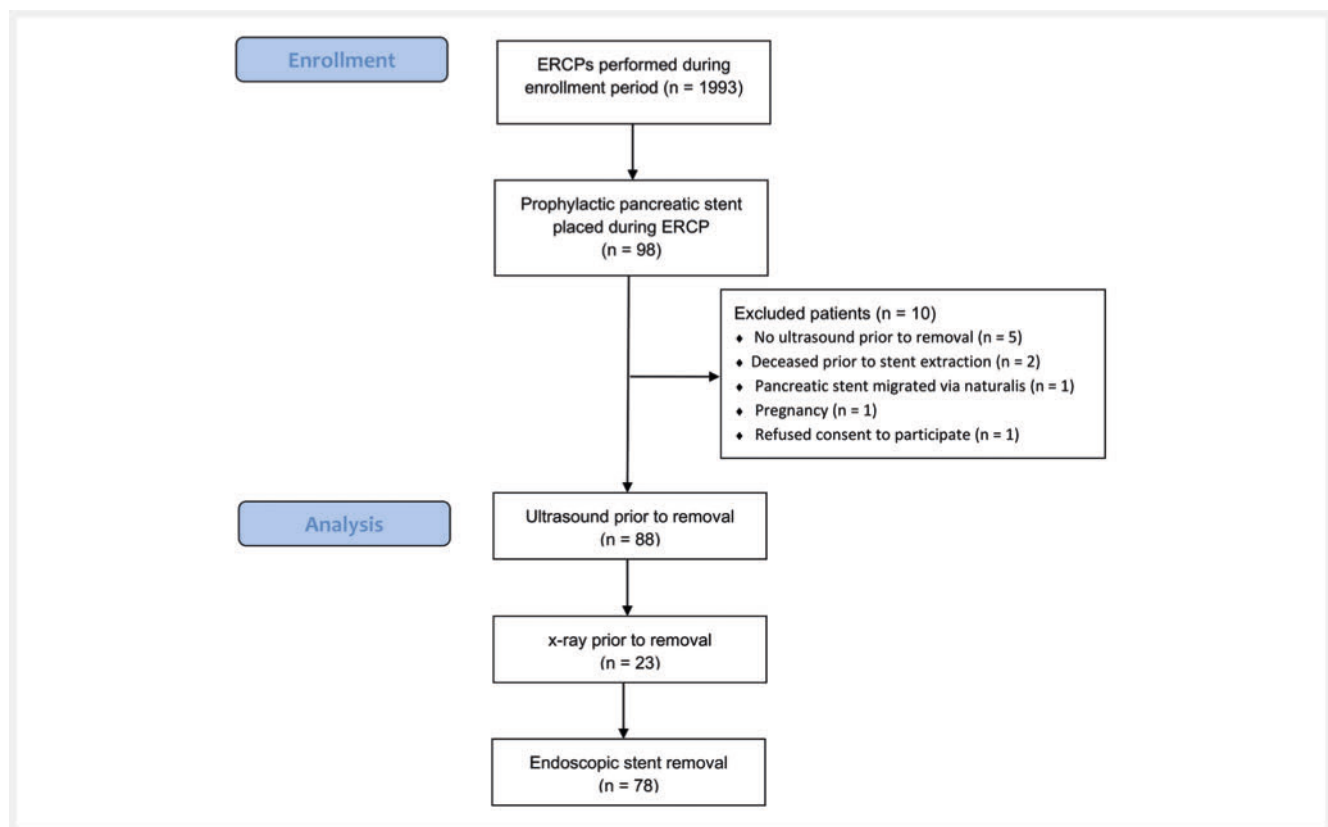 Enrollment
ERCPs performed during
enrollment period (n = 1993)
Prophylactic pancreatic stent
placed during ERCP
(n = 98)
Excluded patients (n = 10)
♦ No ultrasound prior to removal (n = 5)
♦ Deceased prior to stent extraction (n = 2)
♦ Pancreatic stent migrated via naturalis (n = 1)
♦ Pregnancy (n = 1)
♦ Refused consent to participate (n = 1)
Analysis
Ultrasound prior to removal
(n = 88)
x-ray prior to removal
(n = 23)
Endoscopic stent removal
(n = 78)